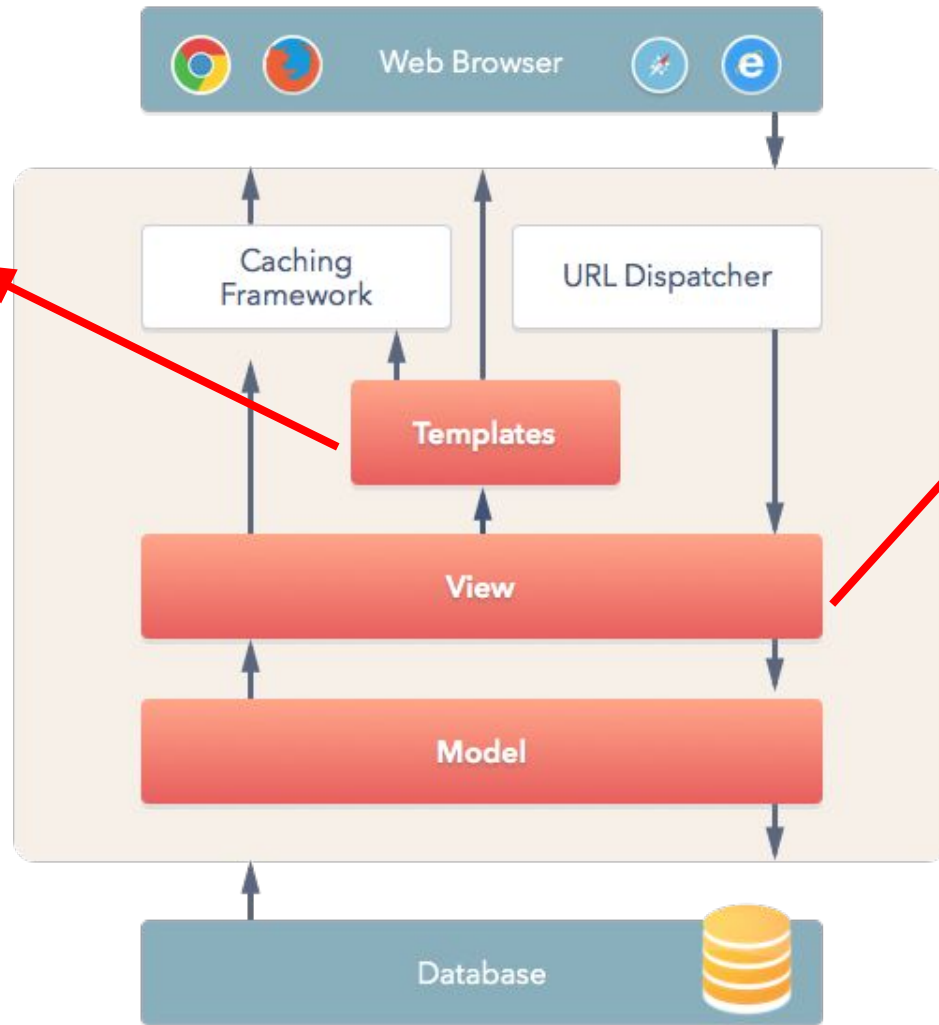 Web Browser
Caching
Framework
URL Dispatcher
Templates
View
Model
Database